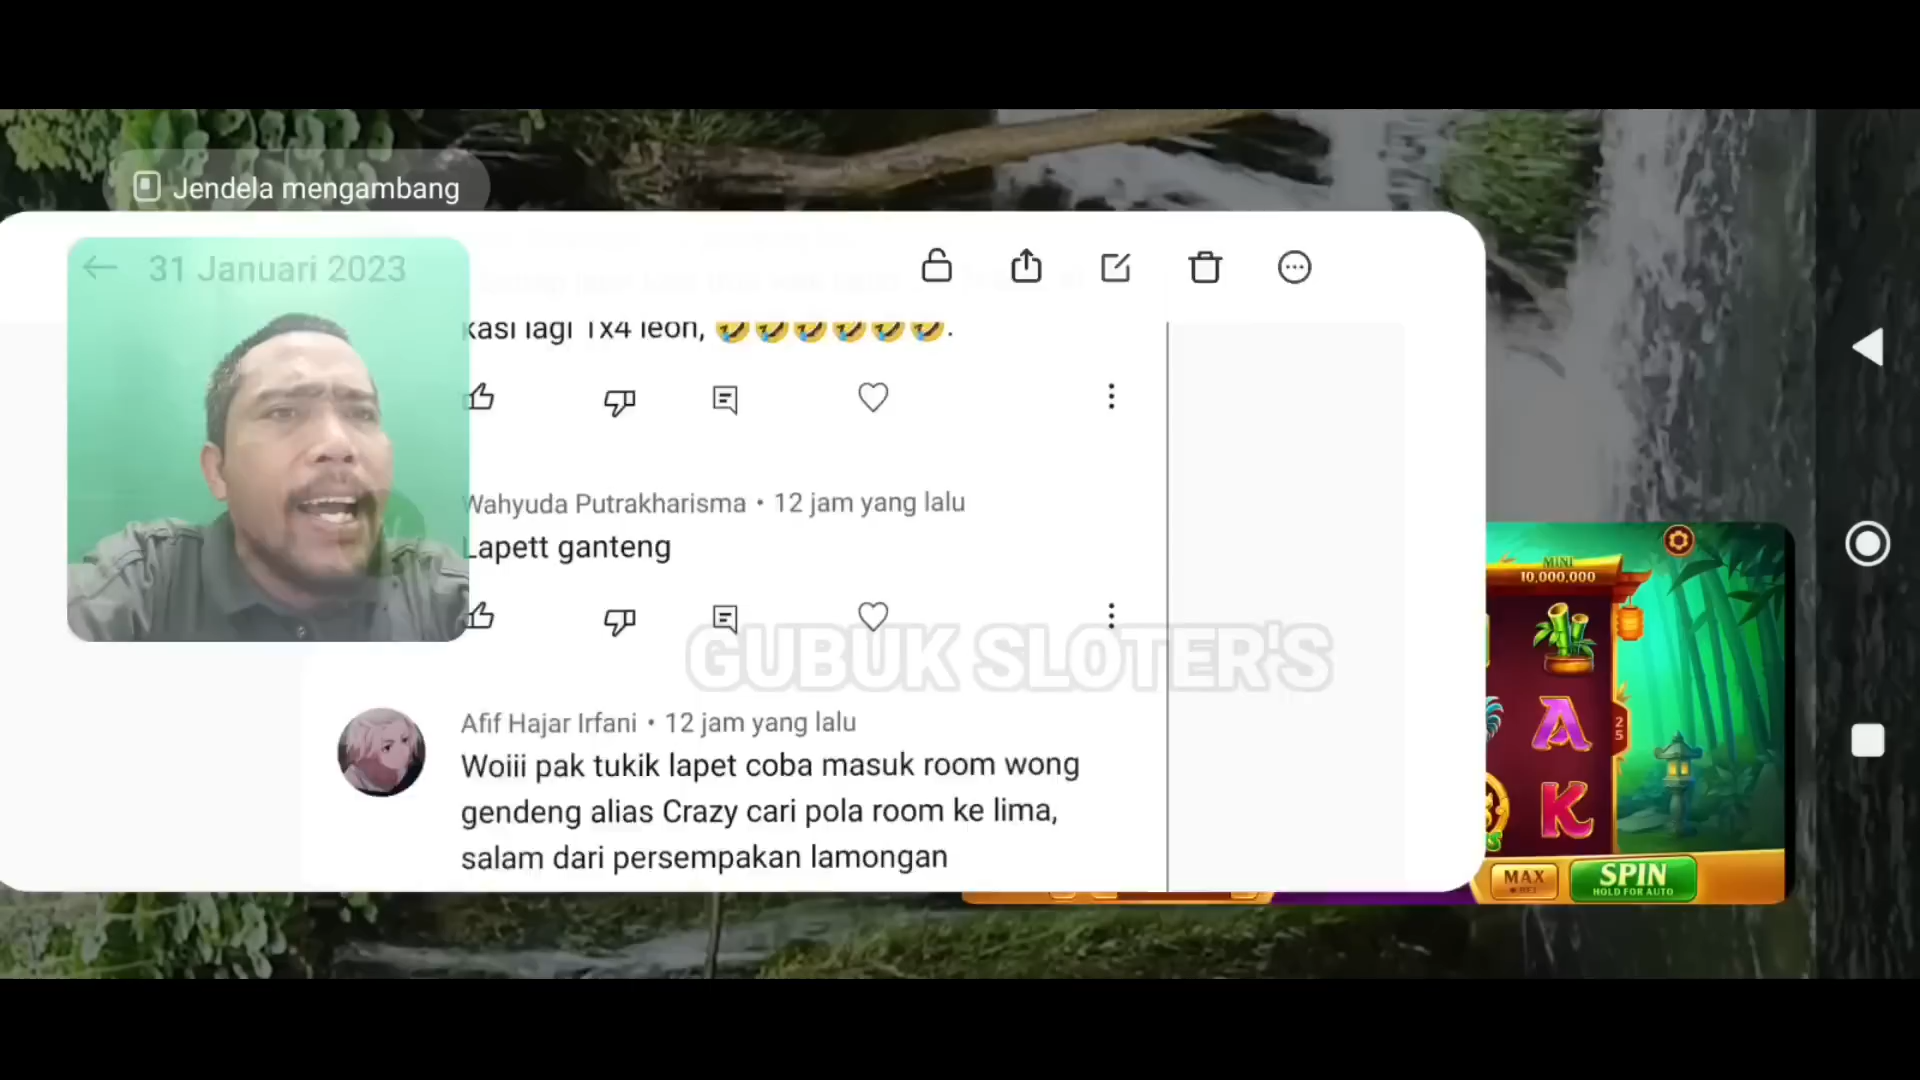 Jendela mengambang
31 Januari 2023
kasi lagi 1x4 leon, 🤣🤣🤣🤣🤣🤣.
Wahyuda Putrakharisma • 12 jam yang lalu
Lapett ganteng
GUBUK SLOTER'S
Afif Hajar Irfani • 12 jam yang lalu
Woiii pak tukik lapet coba masuk room wong
gendeng alias Crazy cari pola room ke lima,
salam dari persempakan lamongan
MINI
10,000,000
A
25
K
MAX
BET
SPIN
HOLD FOR AUTO